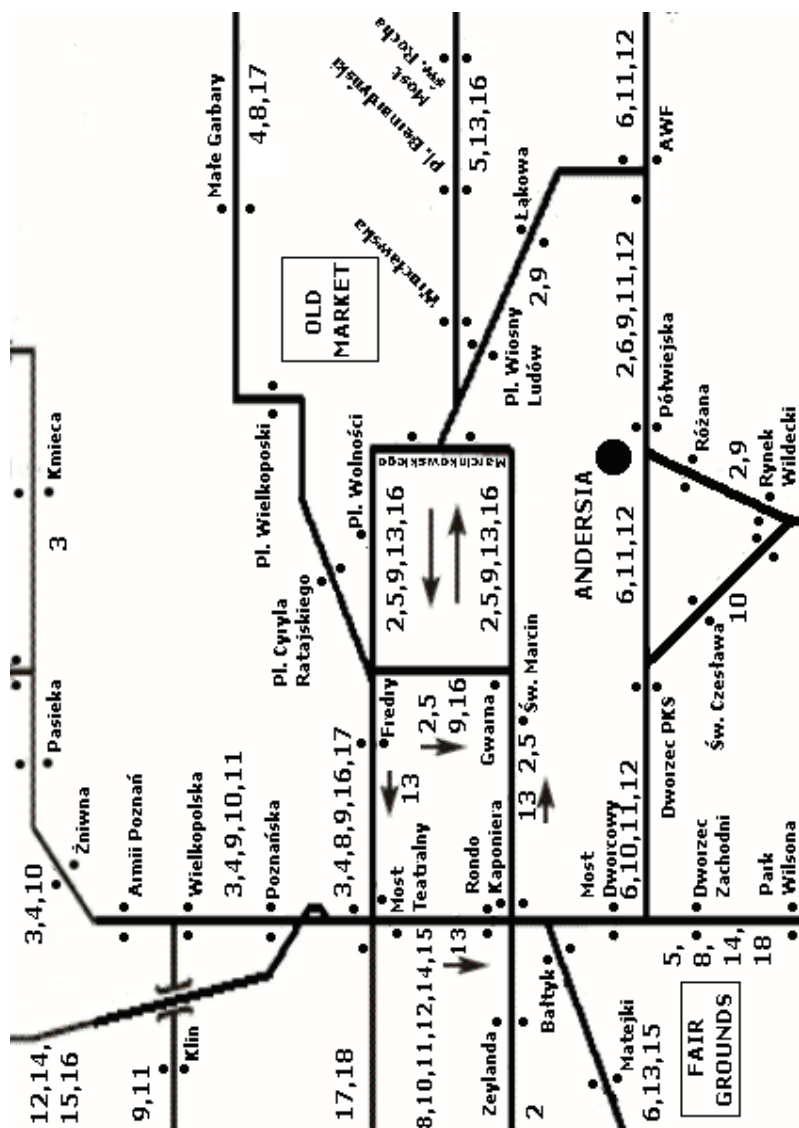 Most
św. Rocha
Pl. Bernardyński
Małe Garbary
4,8,17
5,13,16
6,11,12
6,11,12
AWF
Wrocławska
Łąkowa
OLD
MARKET
2,9
2,6,9,11,12
Pl. Wiosny
Ludów
Półwiejska
Kmieca
3
Pl. Wielkoposki
Pl. Wolności
Marcinkowskiego
Różana
2,9
Rynek
Wildecki
ANDERSIA
2,5,9,13,16
2,5,9,13,16
6,11,12
Pl. Cyryla
Ratajskiego
10
Św. Czesława
Pasieka
Fredry
2,5
9,16
Gwarna
Św. Marcin
Dworzec PKS
Żniwna
3,4,10
Armii Poznań
Wielkopolska
3,4,9,10,11
Poznańska
3,4,8,9,16,17
13
Most
Teatralny
Rondo
Kaponiera
13
2,5
Most
Dworcowy
6,10,11,12
Dworzec
Zachodni
Park
Wilsona
8,10,11,12,14,15
13
5,
8,
14,
18
Bałtyk
Matejki
FAIR
GROUNDS
12,14,
15,16
Klin
9,11
17,18
Zeylanda
2
6,13,15